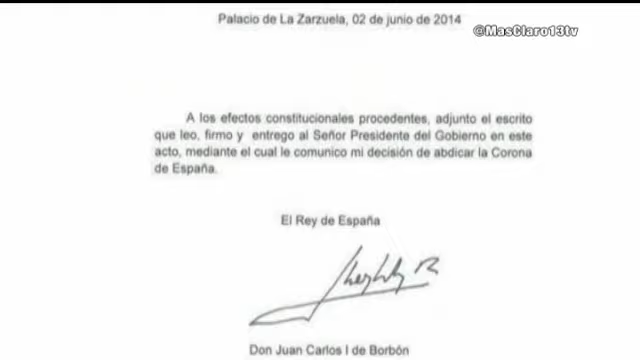 Palacio de La Zarzuela, 02 de junio de 2014
@MasClaro13tv
A los efectos constitucionales procedentes, adjunto el escrito
que leo, firmo y entrego al Señor Presidente del Gobierno en este
acto, mediante el cual le comunico mi decisión de abdicar la Corona
de España.
El Rey de España
Don Juan Carlos I de Borbón